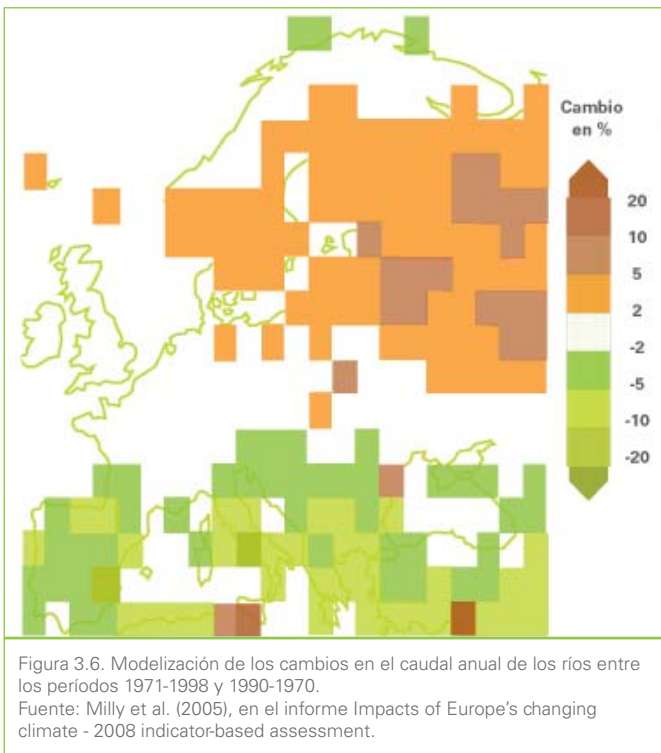 Cambio
en %
20
10
5
2
-2
-5
-10
-20
Figura 3.6. Modelización de los cambios en el caudal anual de los ríos entre
los períodos 1971-1998 y 1990-1970.
Fuente: Milly et al. (2005), en el informe Impacts of Europe's changing
climate - 2008 indicator-based assessment.